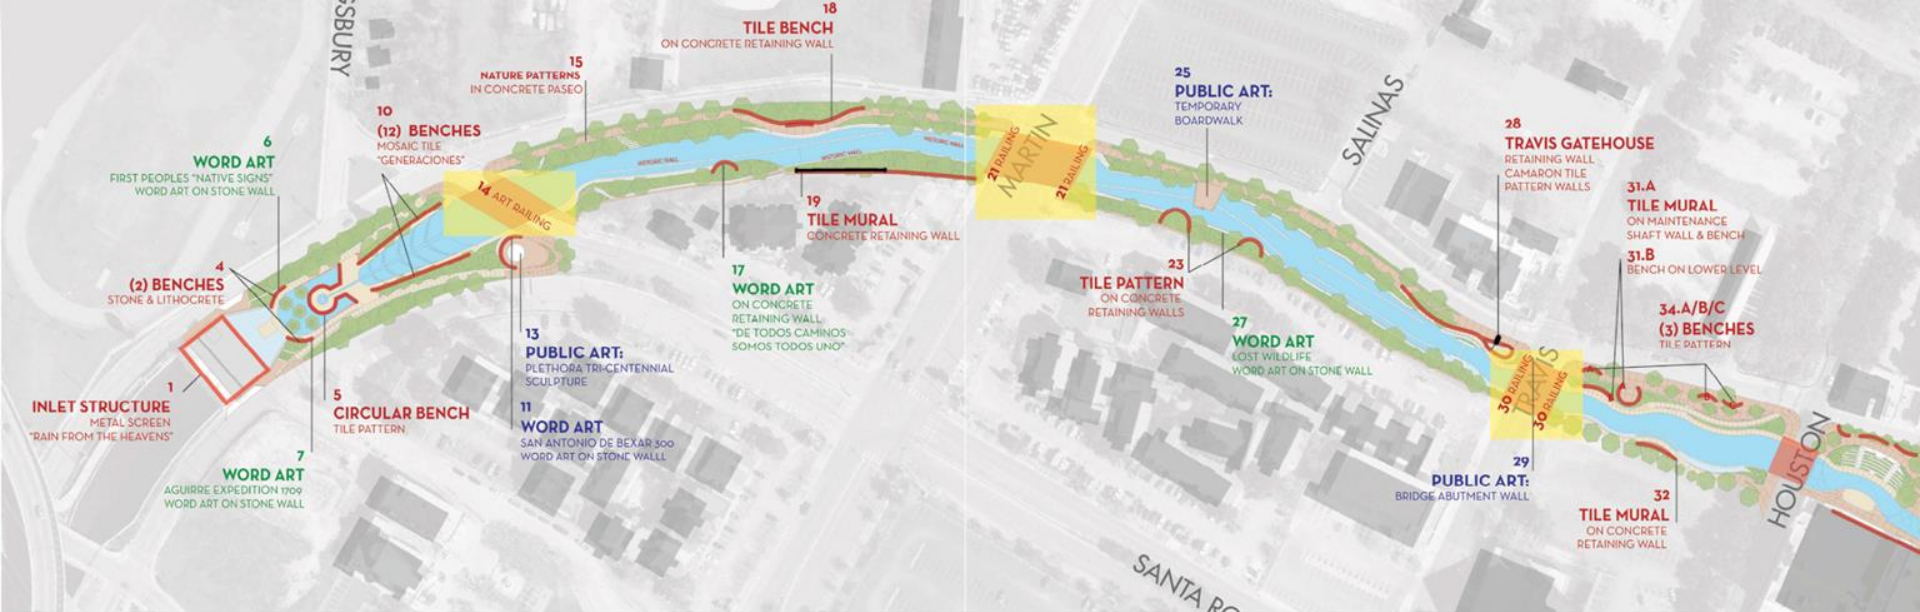 GSBURY
18
TILE BENCH
ON CONCRETE RETAINING WALL
15
NATURE PATTERNS
IN CONCRETE PASEO
10
(12) BENCHES
MOSAIC TILE
"GENERACIONES"
6
WORD ART
FIRST PEOPLES "NATIVE SIGNS"
WORD ART ON STONE WALL
14 ART RAILING
HISTORIC WALL
HISTORIC WALL
HISTORIC WALL
4
(2) BENCHES
STONE & LITHOCRETE
19
TILE MURAL
CONCRETE RETAINING WALL
17
WORD ART
ON CONCRETE
RETAINING WALL
"DE TODOS CAMINOS
SOMOS TODOS UNO"
13
PUBLIC ART:
PLETHORA TRI-CENTENNIAL
SCULPTURE
11
WORD ART
SAN ANTONIO DE BEXAR 300
WORD ART ON STONE WALLL
1
INLET STRUCTURE
METAL SCREEN
"RAIN FROM THE HEAVENS"
5
CIRCULAR BENCH
TILE PATTERN
7
WORD ART
AGUIRRE EXPEDITION 1709
WORD ART ON STONE WALL
21 RAILING
MARTIN
21 RAILING
25
PUBLIC ART:
TEMPORARY
BOARDWALK
SALINAS
23
TILE PATTERN
ON CONCRETE
RETAINING WALLS
27
WORD ART
LOST WILDLIFE
WORD ART ON STONE WALL
28
TRAVIS GATEHOUSE
RETAINING WALL
CAMARON TILE
PATTERN WALLS
31.A
TILE MURAL
ON MAINTENANCE
SHAFT WALL & BENCH
31.B
BENCH ON LOWER LEVEL
34.A/B/C
(3) BENCHES
TILE PATTERN
30 RAILING
TRAVIS
30 RAILING
29
PUBLIC ART:
BRIDGE ABUTMENT WALL
32
TILE MURAL
ON CONCRETE
RETAINING WALL
HOUSTON
SANTA RO